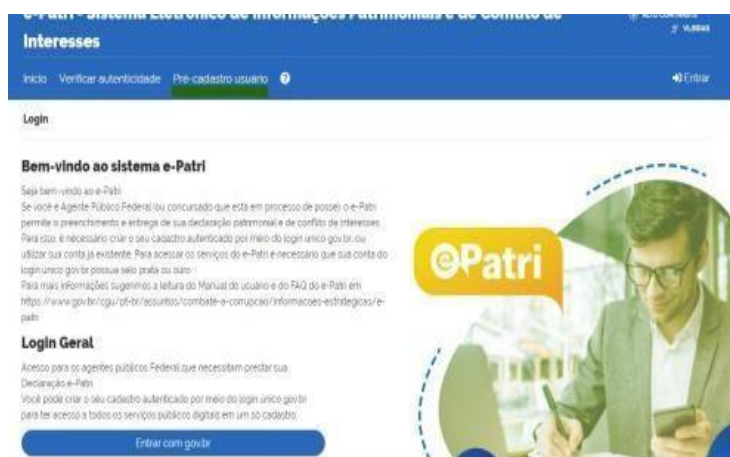 e-Patri - Sistema Eletrônico de Informações Patrimoniais e de Conflito de
Interesses
ALTO CONTRASTE
VLIBRAS
Início Verificar autenticidade Pré-cadastro usuário ?
Entrar
Login
Bem-vindo ao sistema e-Patri
Seja bem-vindo ao e-Patri
Se você é Agente Público Federal (ou concursado que está em processo de posse), o e-Patri
permite o preenchimento e entrega de sua declaração patrimonial e de conflito de interesses.
Para isso, é necessário criar o seu cadastro autenticado por meio do login único gov.br, ou
utilizar sua conta já existente. Para acessar os serviços do e-Patri é necessário que sua conta do
login único gov.br possua selo prata ou ouro.
Para mais informações sugerimos a leitura do Manual do usuário e do FAQ do e-Patri em
https://www.gov.br/cgu/pt-br/assuntos/combate-a-corrupcao/informacoes-estrategicas/e-
patri
ePatri
Login Geral
Acesso para os agentes públicos Federal que necessitam prestar sua
Declaração e-Patri
Você pode criar o seu cadastro autenticado por meio do login único gov.br
para ter acesso a todos os serviços públicos digitais em um só cadastro.
Entrar com gov.br